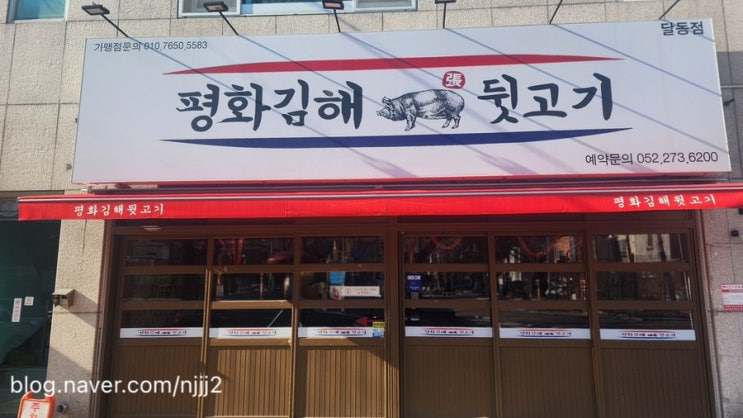 가맹점문의 010.7650.5583
달동점
평화김해 張 뒷고기
예약문의 052.273.6200
평화김해뒷고기
평화김해뒷고기
blog.naver.com/njjj2